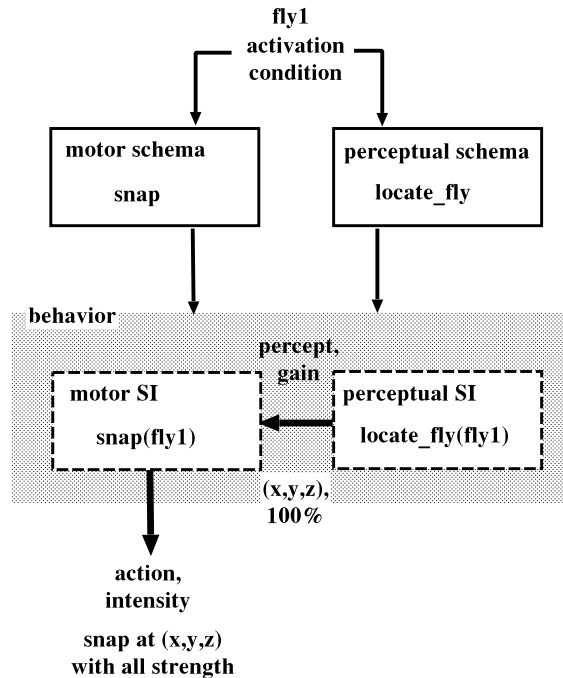 fly1
activation
condition
motor schema
snap
perceptual schema
locate_fly
behavior
percept,
gain
motor SI
snap(fly1)
perceptual SI
locate_fly(fly1)
(x,y,z),
100%
action,
intensity
snap at (x,y,z)
with all strength